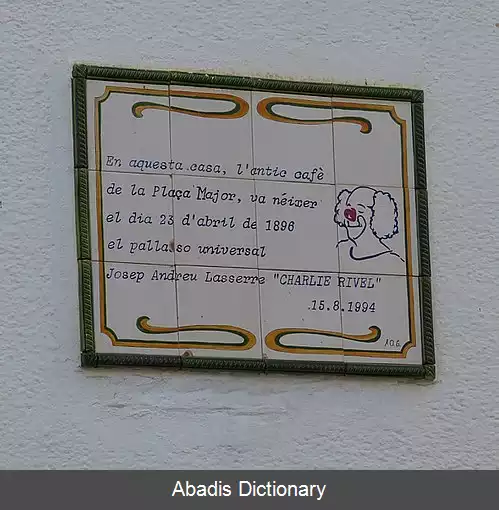 En aquesta casa, l'antic cafè
de la Plaça Major, va néixer
el dia 23 d'abril de 1896
el pallasso universal
Josep Andreu Lasserre "CHARLIE RIVEL"
15.8.1994
A.O.G.
Abadis Dictionary